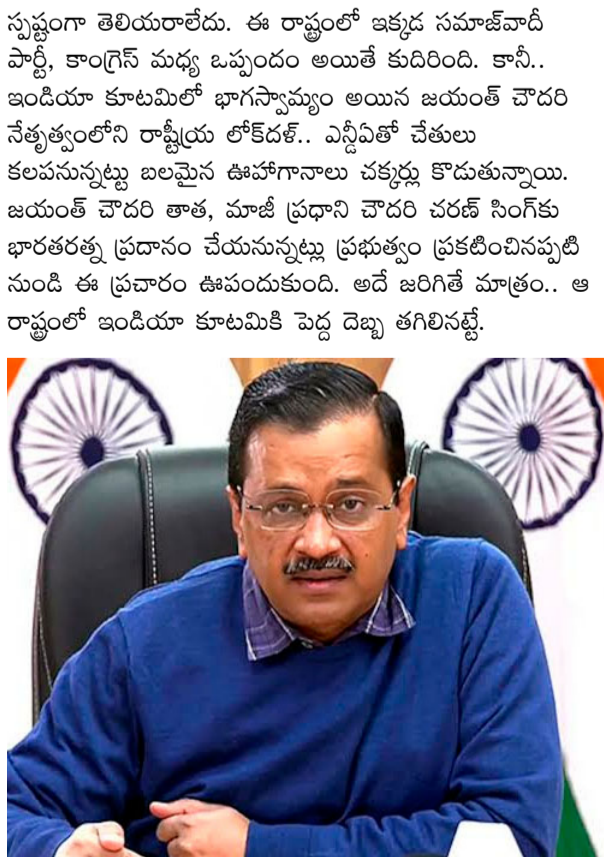 స్పష్టంగా తెలియరాలేదు. ఈ రాష్ట్రంలో ఇక్కడ సమాజ్‌వాదీ
పార్టీ, కాంగ్రెస్ మధ్య ఒప్పందం అయితే కుదిరింది. కానీ..
ఇండియా కూటమిలో భాగస్వామ్యం అయిన జయంత్ చౌదరి
నేతృత్వంలోని రాష్ట్రీయ లోక్‌దళ్.. ఎన్డీఏతో చేతులు
కలపనున్నట్టు బలమైన ఊహాగానాలు చక్కర్లు కొడుతున్నాయి.
జయంత్ చౌదరి తాత, మాజీ ప్రధాని చౌదరి చరణ్ సింగ్‌కు
భారతరత్న ప్రదానం చేయనున్నట్లు ప్రభుత్వం ప్రకటించినప్పటి
నుండి ఈ ప్రచారం ఊపందుకుంది. అదే జరిగితే మాత్రం.. ఆ
రాష్ట్రంలో ఇండియా కూటమికి పెద్ద దెబ్బ తగిలినట్టే.